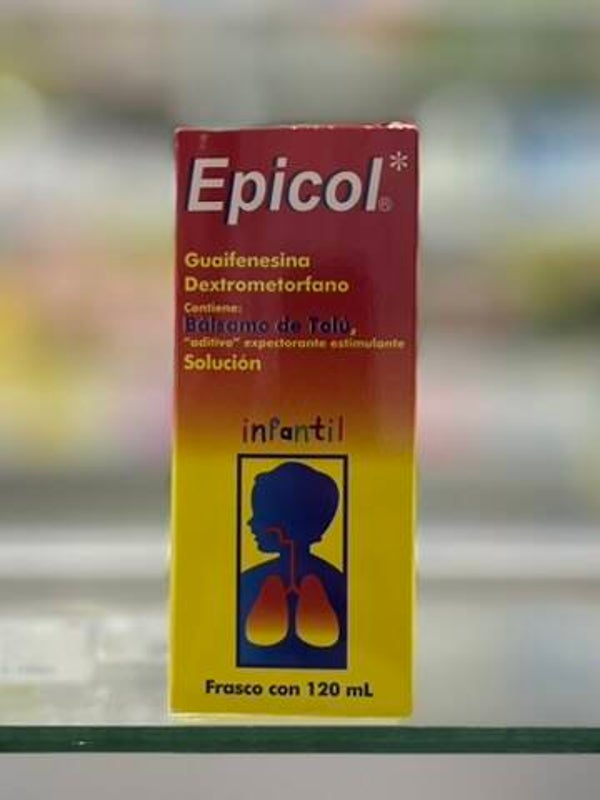 Epicol*®
Guaifenesina
Dextrometorfano
Contiene:
Bálsamo de Tolú,
"aditivo" expectorante estimulante
Solución
infantil
Frasco con 120 mL